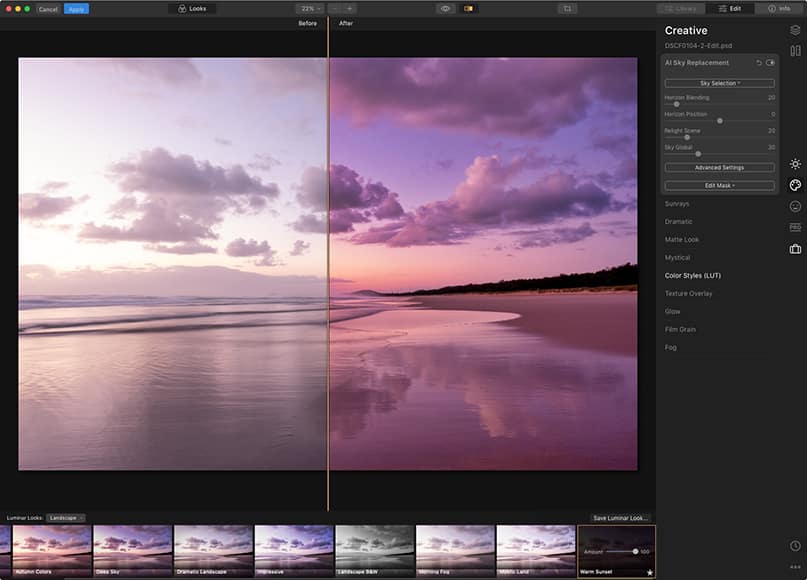 Cancel
Apply
Looks
22%
Library
Edit
Info
Before
After
Creative
DSCF0104-2-Edit.psd
AI Sky Replacement
Sky Selection
Horizon Blending 20
Horizon Position 0
Relight Scene 20
Sky Global 30
Advanced Settings
Edit Mask
Sunrays
Dramatic
Matte Look
Mystical
Color Styles (LUT)
Texture Overlay
Glow
Film Grain
Fog
PRO
Luminar Looks: Landscape
Save Luminar Look...
Amount 100
Autumn Colors
Deep Sky
Dramatic Landscape
Impressive
Landscape B&W
Morning Fog
Warm Sunset